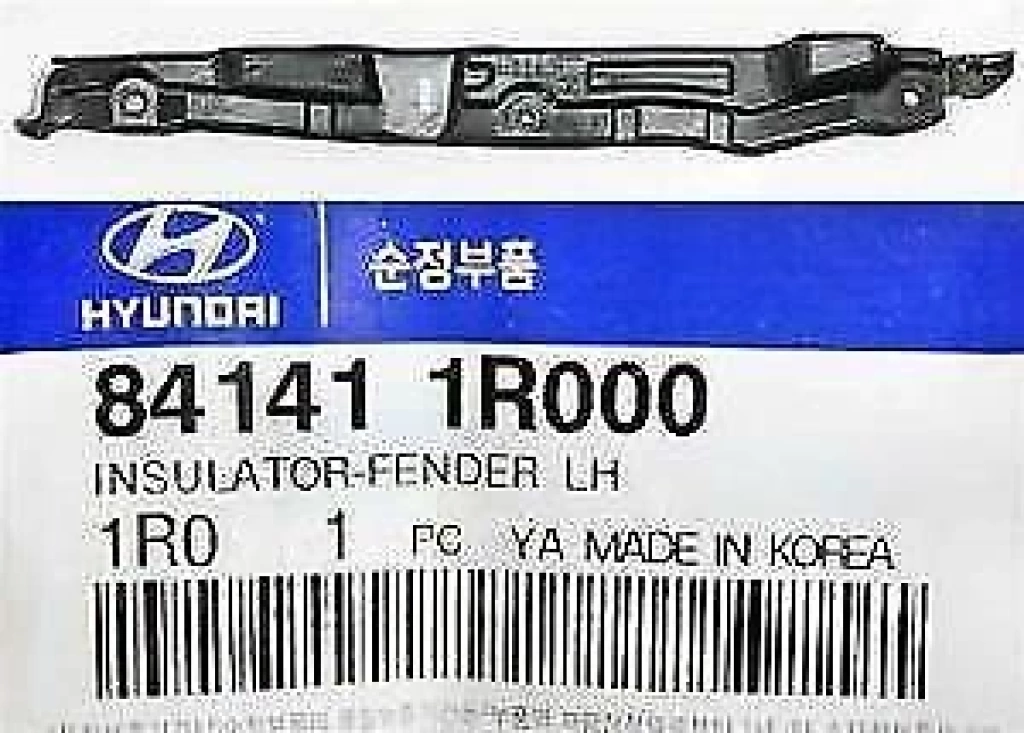 HYUNDAI
순정부품
84141 1R000
INSULATOR-FENDER LH
1R0 1 PC YA MADE IN KOREA